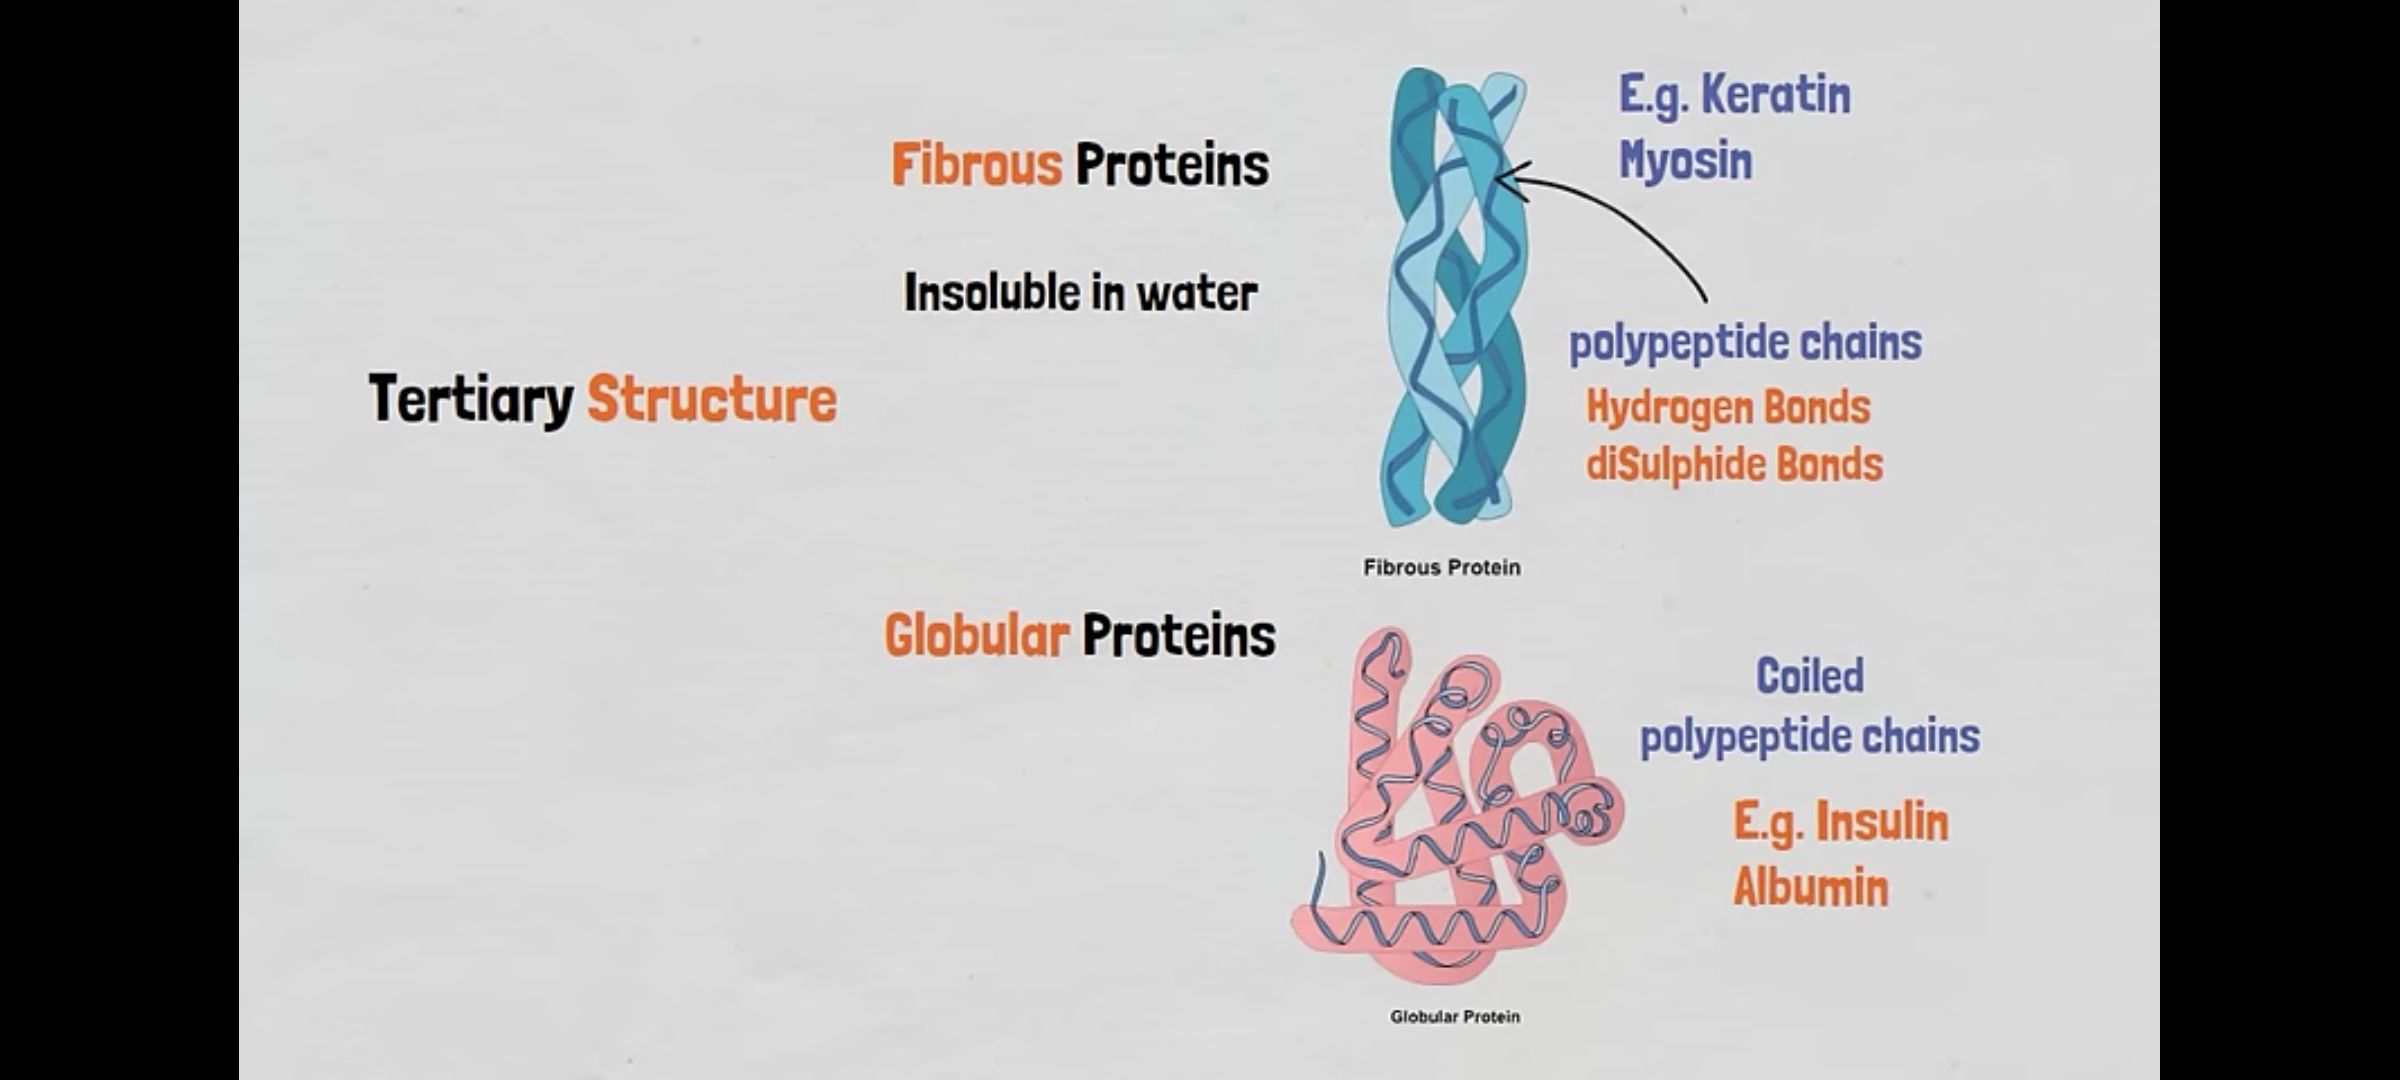 Tertiary Structure
Fibrous Proteins
Insoluble in water
E.g. Keratin
Myosin
polypeptide chains
Hydrogen Bonds
diSulphide Bonds
Fibrous Protein
Globular Proteins
Coiled
polypeptide chains
E.g. Insulin
Albumin
Globular Protein